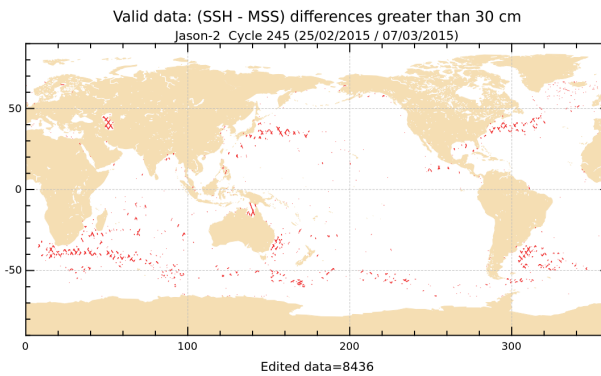 Valid data: (SSH - MSS) differences greater than 30 cm
Jason-2 Cycle 245 (25/02/2015 / 07/03/2015)
50
0
-50
0 100 200 300
Edited data=8436